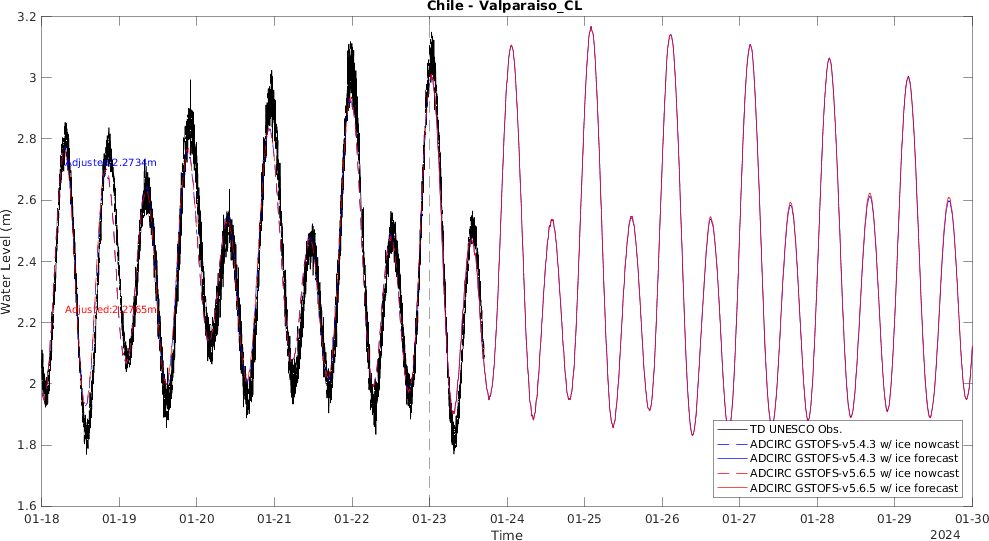 Chile - Valparaiso_CL
3.2
3
2.8
2.6
2.4
2.2
2
1.8
1.6
Water Level (m)
Adjusted:2.2734m
Adjusted:2.2765m
TD UNESCO Obs.
ADCIRC GSTOFS-v5.4.3 w/ ice nowcast
ADCIRC GSTOFS-v5.4.3 w/ ice forecast
ADCIRC GSTOFS-v5.6.5 w/ ice nowcast
ADCIRC GSTOFS-v5.6.5 w/ ice forecast
01-18 01-19 01-20 01-21 01-22 01-23 01-24 01-25 01-26 01-27 01-28 01-29 01-30
Time
2024